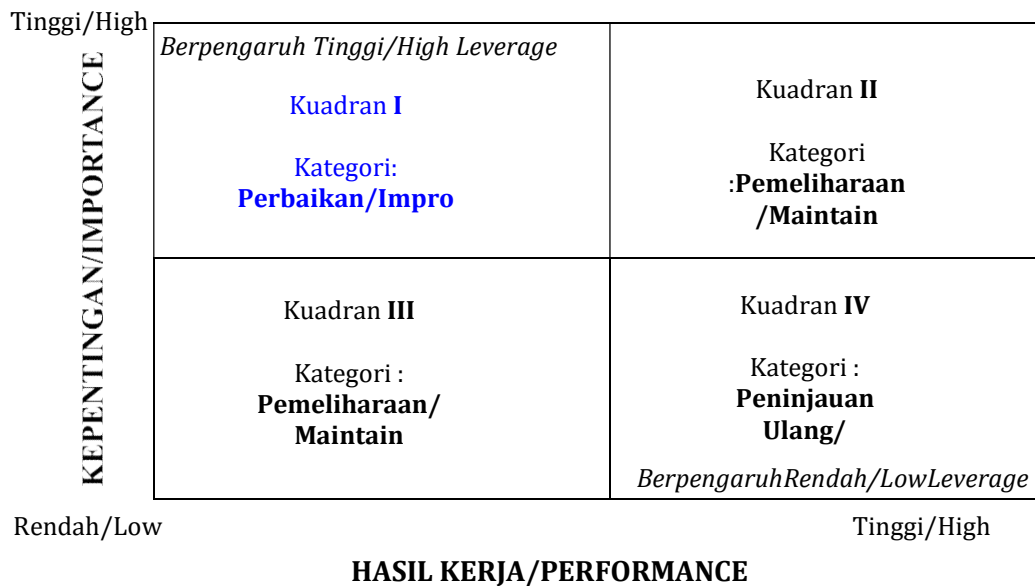 Tinggi/High
KEPENTINGAN/IMPORTANCE
Berpengaruh Tinggi/High Leverage
Kuadran I
Kategori:
Perbaikan/Impro
Kuadran II
Kategori
:Pemeliharaan
/Maintain
Kuadran III
Kategori :
Pemeliharaan/
Maintain
Kuadran IV
Kategori :
Peninjauan
Ulang/
BerpengaruhRendah/LowLeverage
Rendah/Low
Tinggi/High
HASIL KERJA/PERFORMANCE